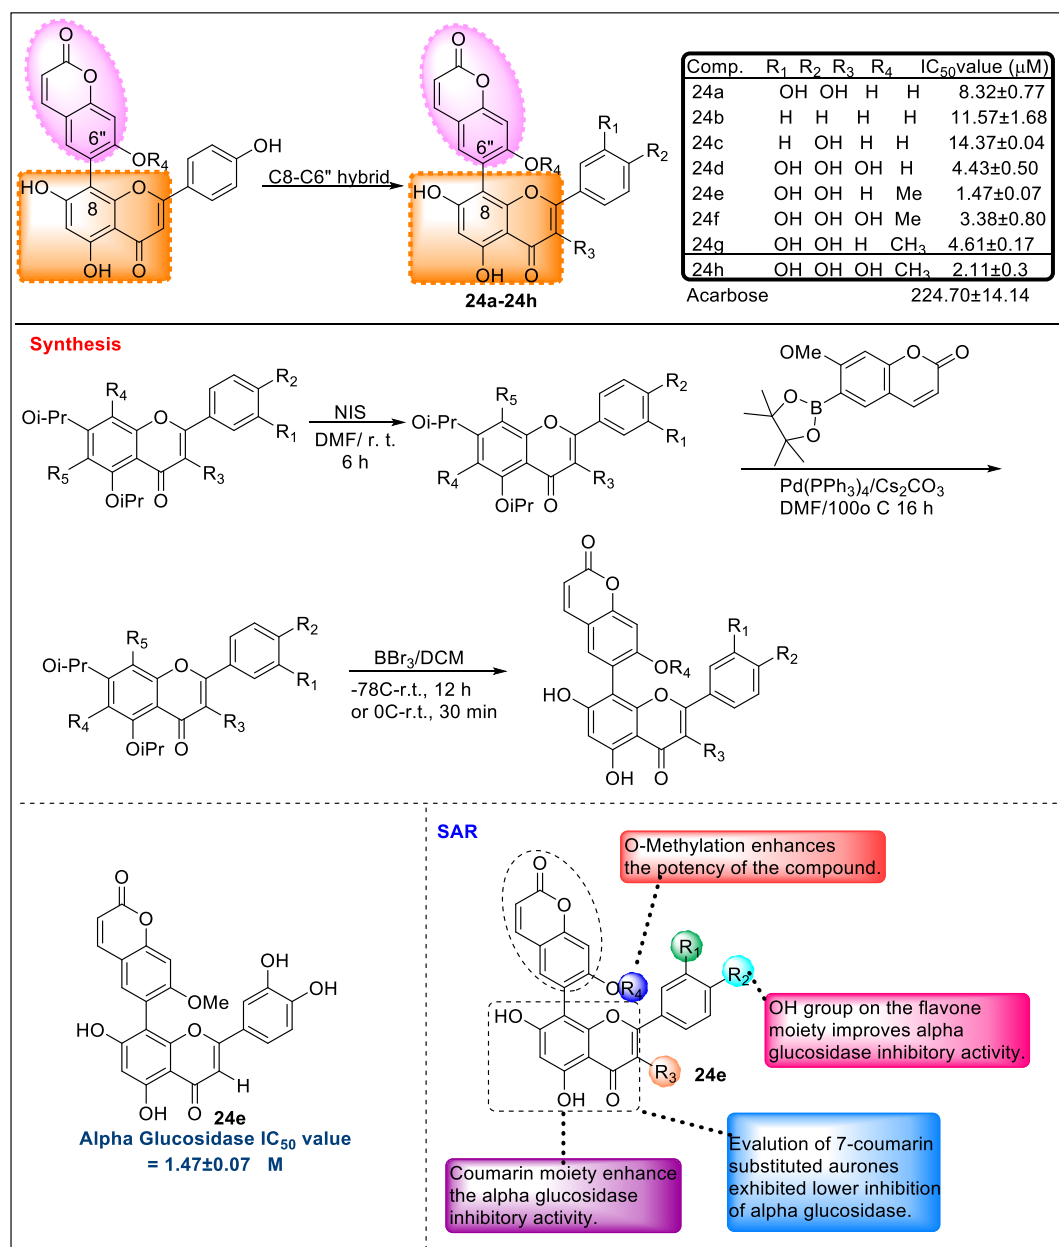 O
O
6"
OR4
OH
HO
O
8
OH
O
C8-C6" hybrid
O
O
R1
6"
R2
OR4
HO
O
8
R3
OH
O
24a-24h
Comp. R1 R2 R3 R4 IC50value (μM)
24a OH OH H H 8.32±0.77
24b H H H H 11.57±1.68
24c H OH H H 14.37±0.04
24d OH OH OH H 4.43±0.50
24e OH OH H Me 1.47±0.07
24f OH OH OH Me 3.38±0.80
24g OH OH H CH3 4.61±0.17
24h OH OH OH CH3 2.11±0.3
Acarbose 224.70±14.14
Synthesis
R4
R2
Oi-Pr
O
R1
R5
R3
OiPr O
NIS
DMF/ r. t.
6 h
R5
R2
Oi-Pr
O
R1
R4
R3
OiPr O
7OMe
O
O
O
B
O
Pd(PPh3)4/Cs2CO3
DMF/100o C 16 h
R5
R2
Oi-Pr
O
R1
R4
R3
OiPr O
BBr3/DCM
-78C-r.t., 12 h
or 0C-r.t., 30 min
O
O
R1
OR4
R2
HO
O
R3
OH
O
O
O
OH
OMe
OH
HO
O
H
OH
O
24e
Alpha Glucosidase IC50 value
= 1.47±0.07 M
SAR
O-Methylation enhances
the potency of the compound.
O
O
R1
OR4
R2
HO
O
R3
OH
O
24e
OH group on the flavone
moiety improves alpha
glucosidase inhibitory activity.
Coumarin moiety enhance
the alpha glucosidase
inhibitory activity.
Evalution of 7-coumarin
substituted aurones
exhibited lower inhibition
of alpha glucosidase.